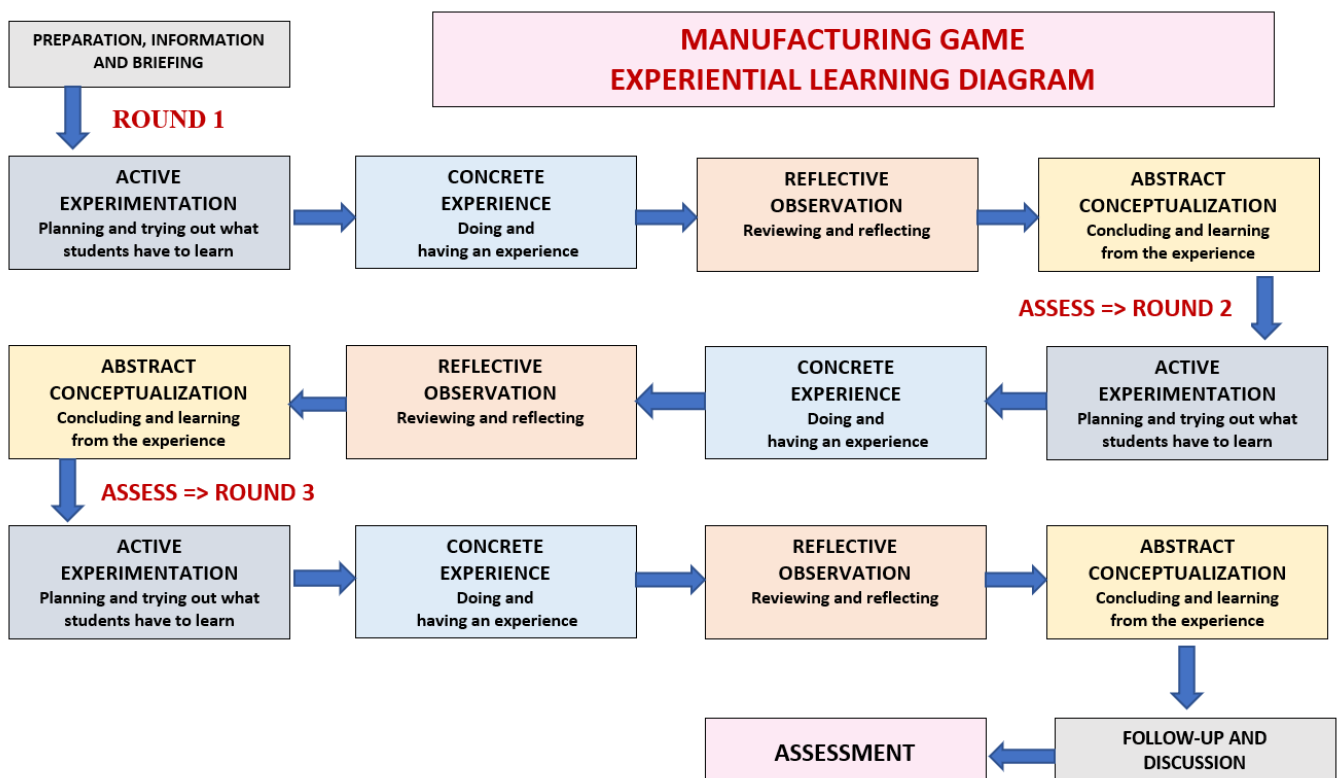 PREPARATION, INFORMATION
AND BRIEFING
MANUFACTURING GAME
EXPERIENTIAL LEARNING DIAGRAM
ROUND 1
ACTIVE
EXPERIMENTATION
Planning and trying out what
students have to learn
CONCRETE
EXPERIENCE
Doing and
having an experience
REFLECTIVE
OBSERVATION
Reviewing and reflecting
ABSTRACT
CONCEPTUALIZATION
Concluding and learning
from the experience
ASSESS => ROUND 2
ACTIVE
EXPERIMENTATION
Planning and trying out what
students have to learn
CONCRETE
EXPERIENCE
Doing and
having an experience
REFLECTIVE
OBSERVATION
Reviewing and reflecting
ABSTRACT
CONCEPTUALIZATION
Concluding and learning
from the experience
ASSESS => ROUND 3
ACTIVE
EXPERIMENTATION
Planning and trying out what
students have to learn
CONCRETE
EXPERIENCE
Doing and
having an experience
REFLECTIVE
OBSERVATION
Reviewing and reflecting
ABSTRACT
CONCEPTUALIZATION
Concluding and learning
from the experience
FOLLOW-UP AND
DISCUSSION
ASSESSMENT